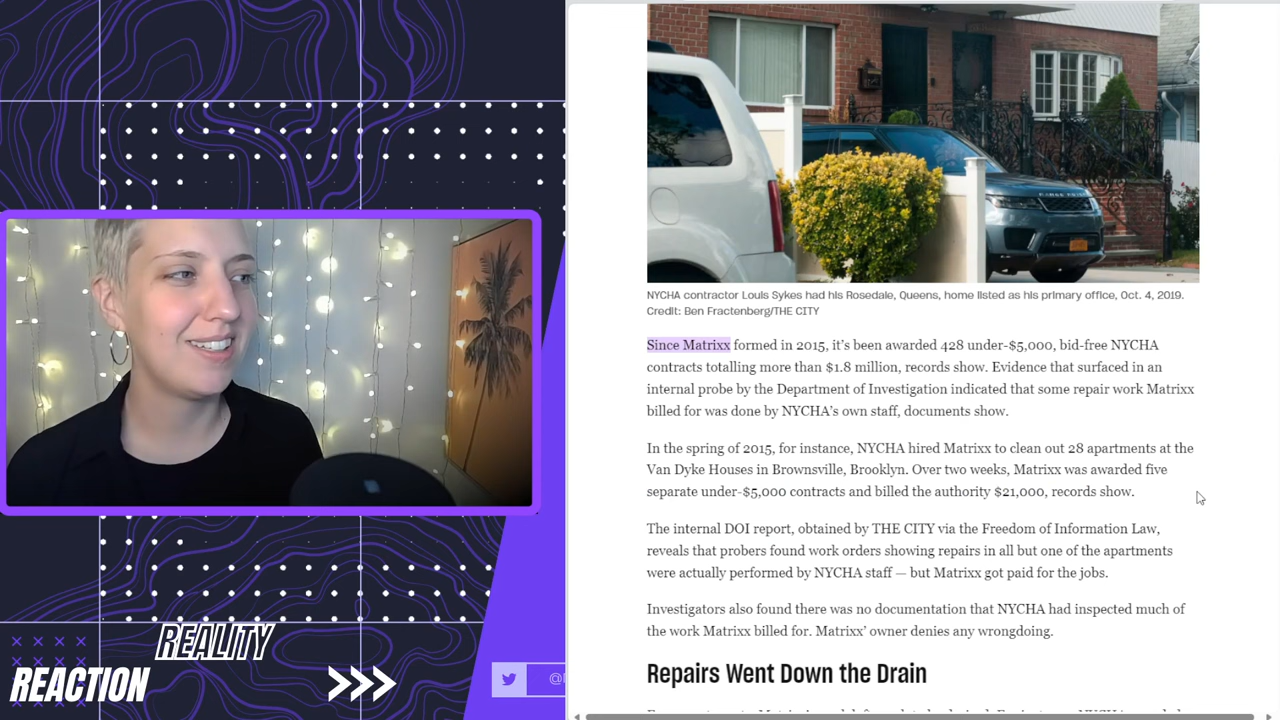 NYCHA contractor Louis Sykes had his Rosedale, Queens, home listed as his primary office, Oct. 4, 2019.
Credit: Ben Fractenberg/THE CITY
Since Matrixx formed in 2015, it's been awarded 428 under-$5,000, bid-free NYCHA
contracts totalling more than $1.8 million, records show. Evidence that surfaced in an
internal probe by the Department of Investigation indicated that some repair work Matrixx
billed for was done by NYCHA's own staff, documents show.
In the spring of 2015, for instance, NYCHA hired Matrixx to clean out 28 apartments at the
Van Dyke Houses in Brownsville, Brooklyn. Over two weeks, Matrixx was awarded five
separate under-$5,000 contracts and billed the authority $21,000, records show.
The internal DOI report, obtained by THE CITY via the Freedom of Information Law,
reveals that probers found work orders showing repairs in all but one of the apartments
were actually performed by NYCHA staff — but Matrixx got paid for the jobs.
Investigators also found there was no documentation that NYCHA had inspected much of
the work Matrixx billed for. Matrixx' owner denies any wrongdoing.
Repairs Went Down the Drain
REALITY
REACTION